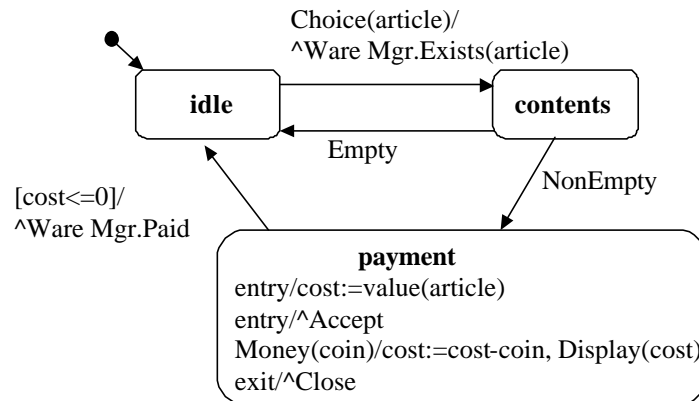 Choice(article)/
^Ware Mgr.Exists(article)
idle
contents
Empty
NonEmpty
[cost<=0]/
^Ware Mgr.Paid
payment
entry/cost:=value(article)
entry/^Accept
Money(coin)/cost:=cost-coin, Display(cost)
exit/^Close